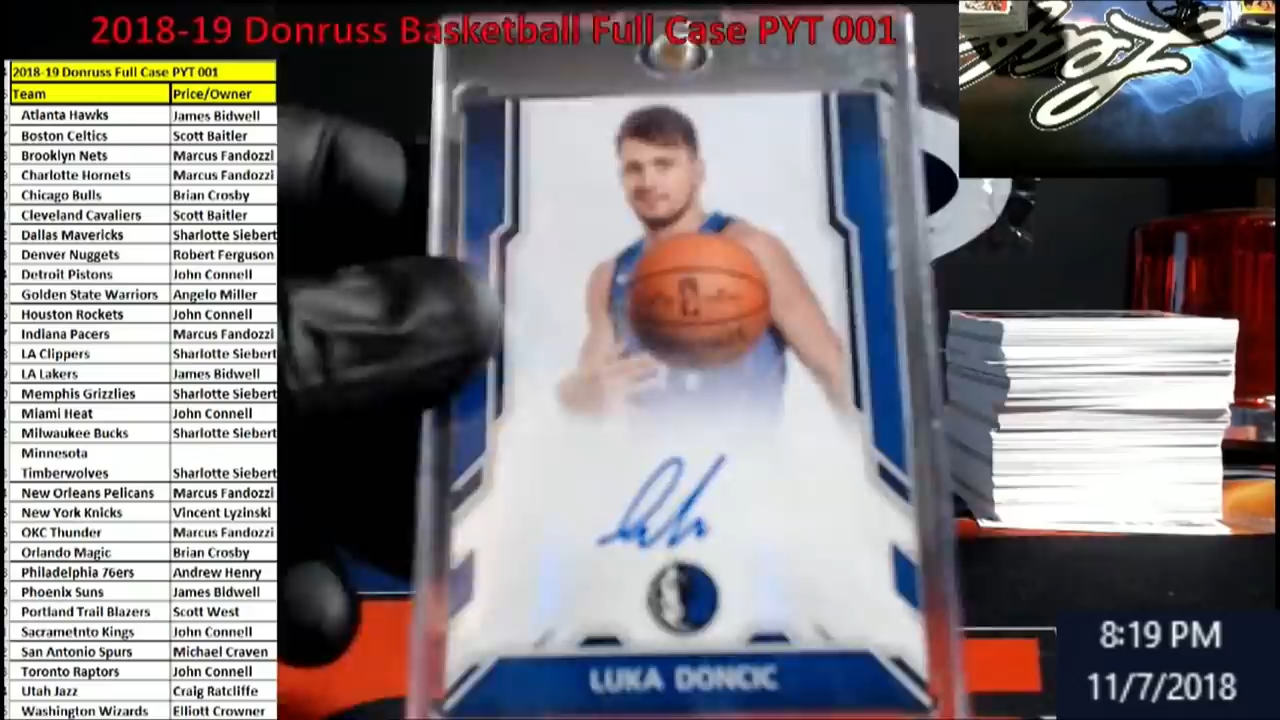 2018-19 Donruss Basketball Full Case PYT 001
2018-19 Donruss Full Case PYT 001
Team Price/Owner
Atlanta Hawks James Bidwell
Boston Celtics Scott Baitler
Brooklyn Nets Marcus Fandozzi
Charlotte Hornets Marcus Fandozzi
Chicago Bulls Brian Crosby
Cleveland Cavaliers Scott Baitler
Dallas Mavericks Sharlotte Siebert
Denver Nuggets Robert Ferguson
Detroit Pistons John Connell
Golden State Warriors Angelo Miller
Houston Rockets John Connell
Indiana Pacers Marcus Fandozzi
LA Clippers Sharlotte Siebert
LA Lakers James Bidwell
Memphis Grizzlies Sharlotte Siebert
Miami Heat John Connell
Milwaukee Bucks Sharlotte Siebert
Minnesota
Timberwolves Sharlotte Siebert
New Orleans Pelicans Marcus Fandozzi
New York Knicks Vincent Lyzinski
OKC Thunder Marcus Fandozzi
Orlando Magic Brian Crosby
Philadelphia 76ers Andrew Henry
Phoenix Suns James Bidwell
Portland Trail Blazers Scott West
Sacrametnto Kings John Connell
San Antonio Spurs Michael Craven
Toronto Raptors John Connell
Utah Jazz Craig Ratcliffe
Washington Wizards Elliott Crowner
LUKA DONCIC
8:19 PM
11/7/2018